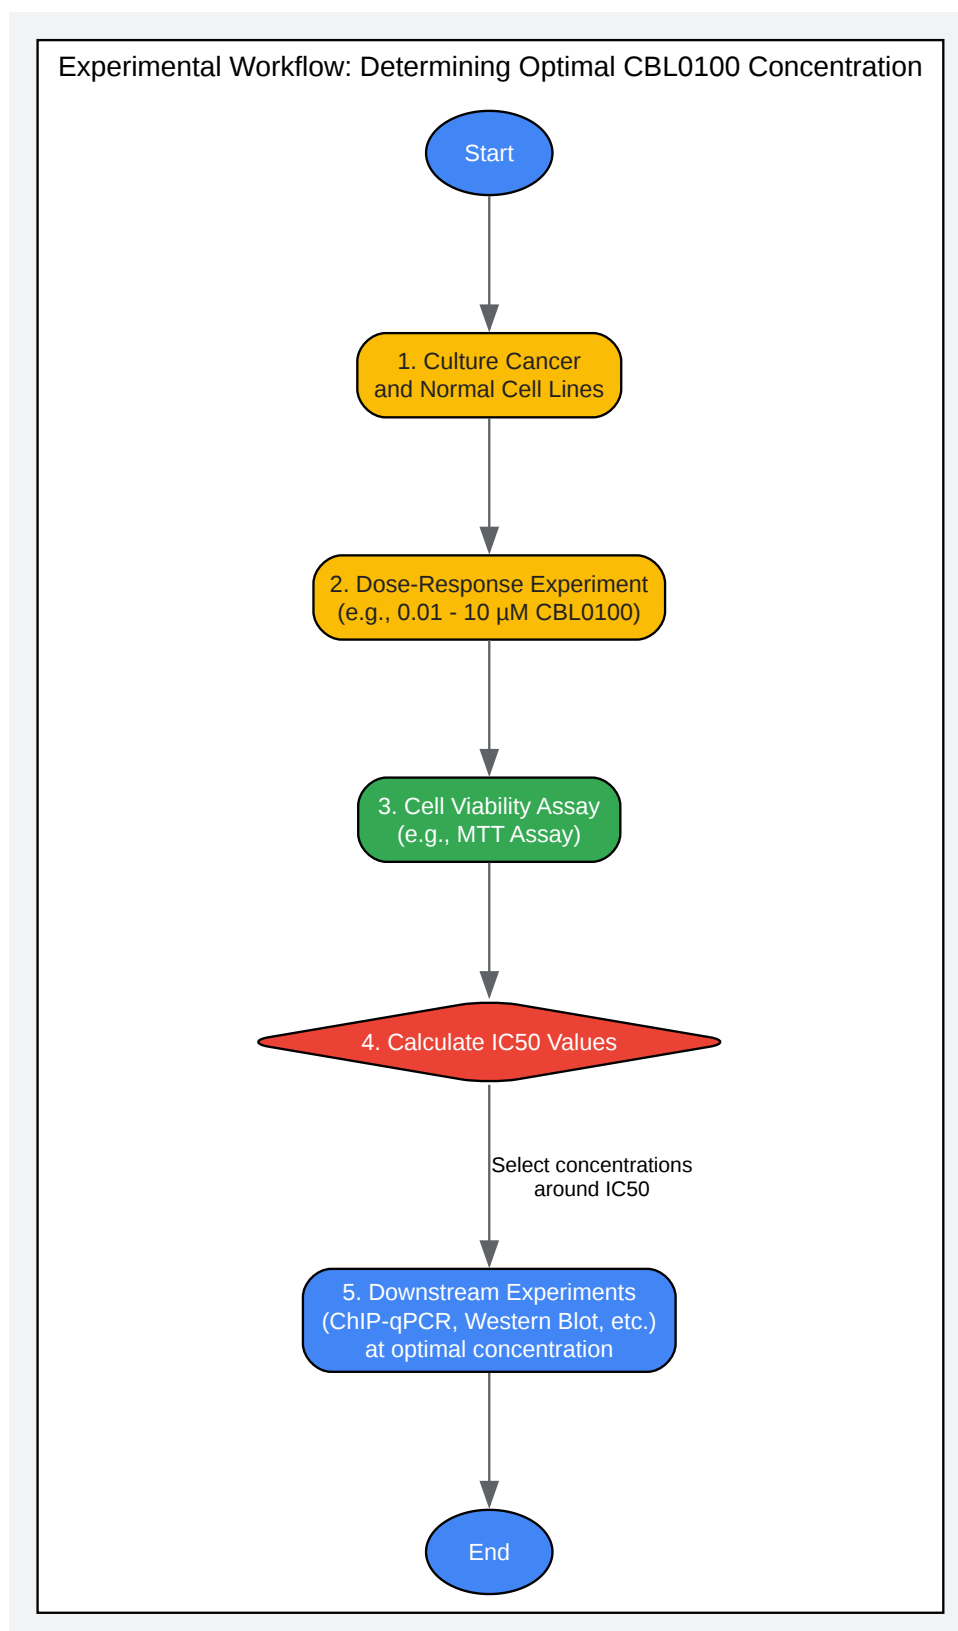 Experimental Workflow: Determining Optimal CBL0100 Concentration
Start
1. Culture Cancer
and Normal Cell Lines
2. Dose-Response Experiment
(e.g., 0.01 - 10 µM CBL0100)
3. Cell Viability Assay
(e.g., MTT Assay)
4. Calculate IC50 Values
Select concentrations
around IC50
5. Downstream Experiments
(ChIP-qPCR, Western Blot, etc.)
at optimal concentration
End